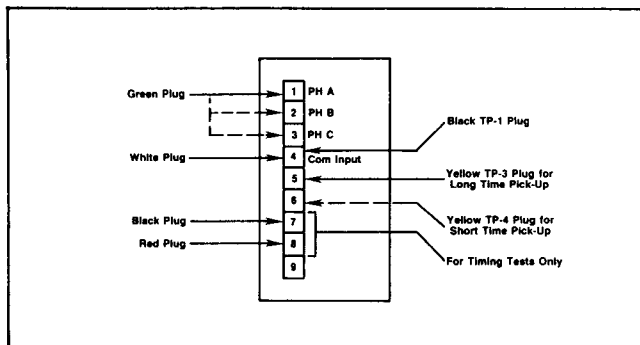 Green Plug
White Plug
Black Plug
Red Plug
1 PH A
2 PH B
3 PH C
4 Com Input
5
6
7
8
9
Black TP-1 Plug
Yellow TP-3 Plug for
Long Time Pick-Up
Yellow TP-4 Plug for
Short Time Pick-Up
For Timing Tests Only